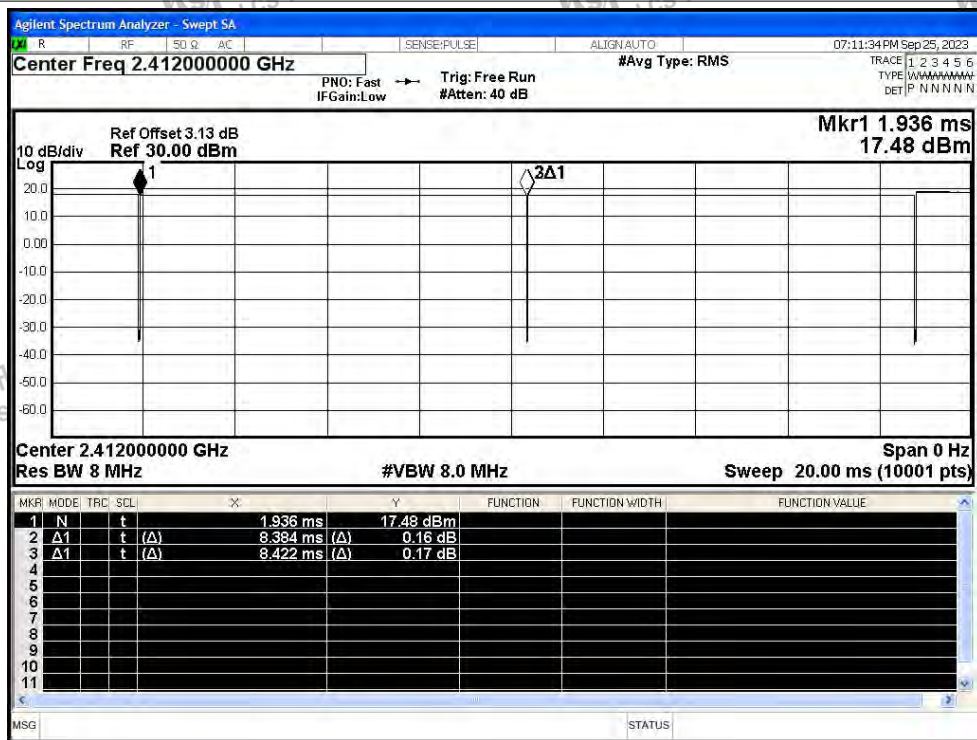 Agilent Spectrum Analyzer - Swept SA
R RF 50 Ω AC SENSE:PULSE ALIGN AUTO 07:11:34 PM Sep 25, 2023
Center Freq 2.412000000 GHz #Avg Type: RMS TRACE 1 2 3 4 5 6
PNO: Fast Trig: Free Run TYPE
IFGain:Low #Atten: 40 dB DET P N N N N N
Mkr1 1.936 ms
Ref Offset 3.13 dB
10 dB/div Ref 30.00 dBm 17.48 dBm
Log
1 3Δ1
20.0
10.0
0.00
-10.0
-20.0
-30.0
-40.0
-50.0
-60.0
Center 2.412000000 GHz Span 0 Hz
Res BW 8 MHz #VBW 8.0 MHz Sweep 20.00 ms (10001 pts)
MKR MODE TRC SCL X Y FUNCTION FUNCTION WIDTH FUNCTION VALUE
1 N t 1.936 ms 17.48 dBm
2 Δ1 t (Δ) 8.384 ms (Δ) 0.16 dB
3 Δ1 t (Δ) 8.422 ms (Δ) 0.17 dB
4
5
6
7
8
9
10
11
MSG STATUS